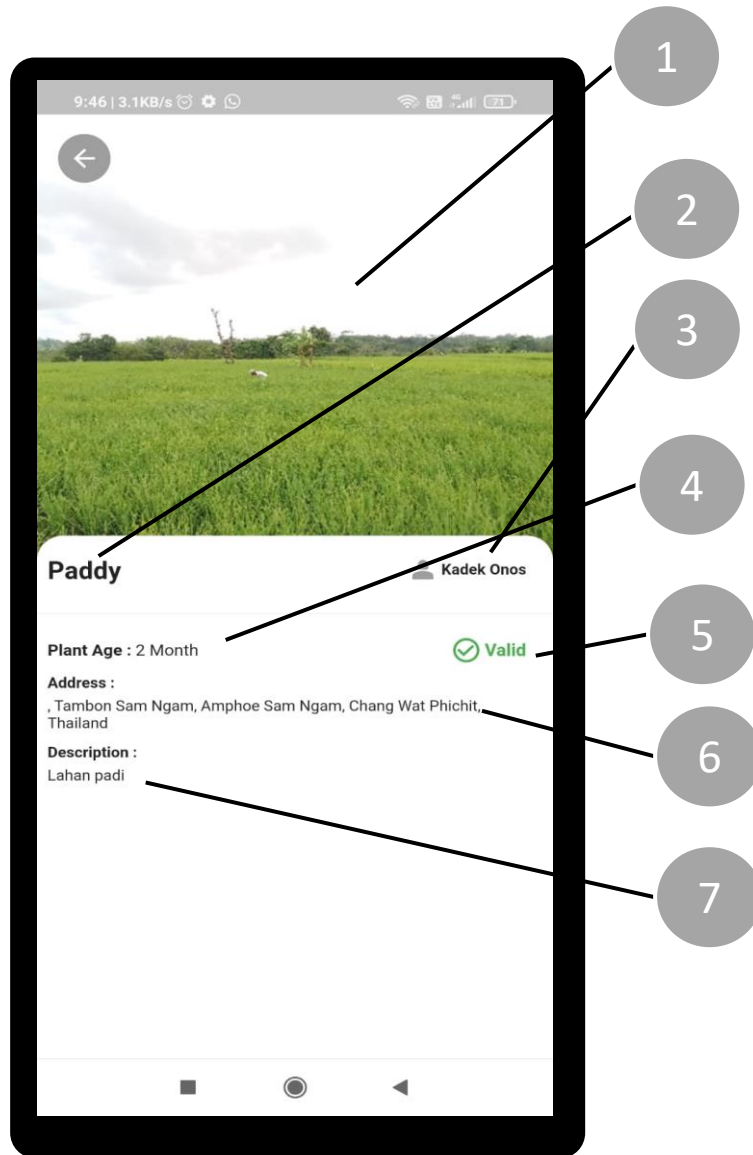 1
9:46 | 3.1KB/s
4G 71
2
3
4
Paddy
Kadek Onos
Plant Age : 2 Month
Valid
5
Address :
, Tambon Sam Ngam, Amphoe Sam Ngam, Chang Wat Phichit,
Thailand
6
Description :
Lahan padi
7